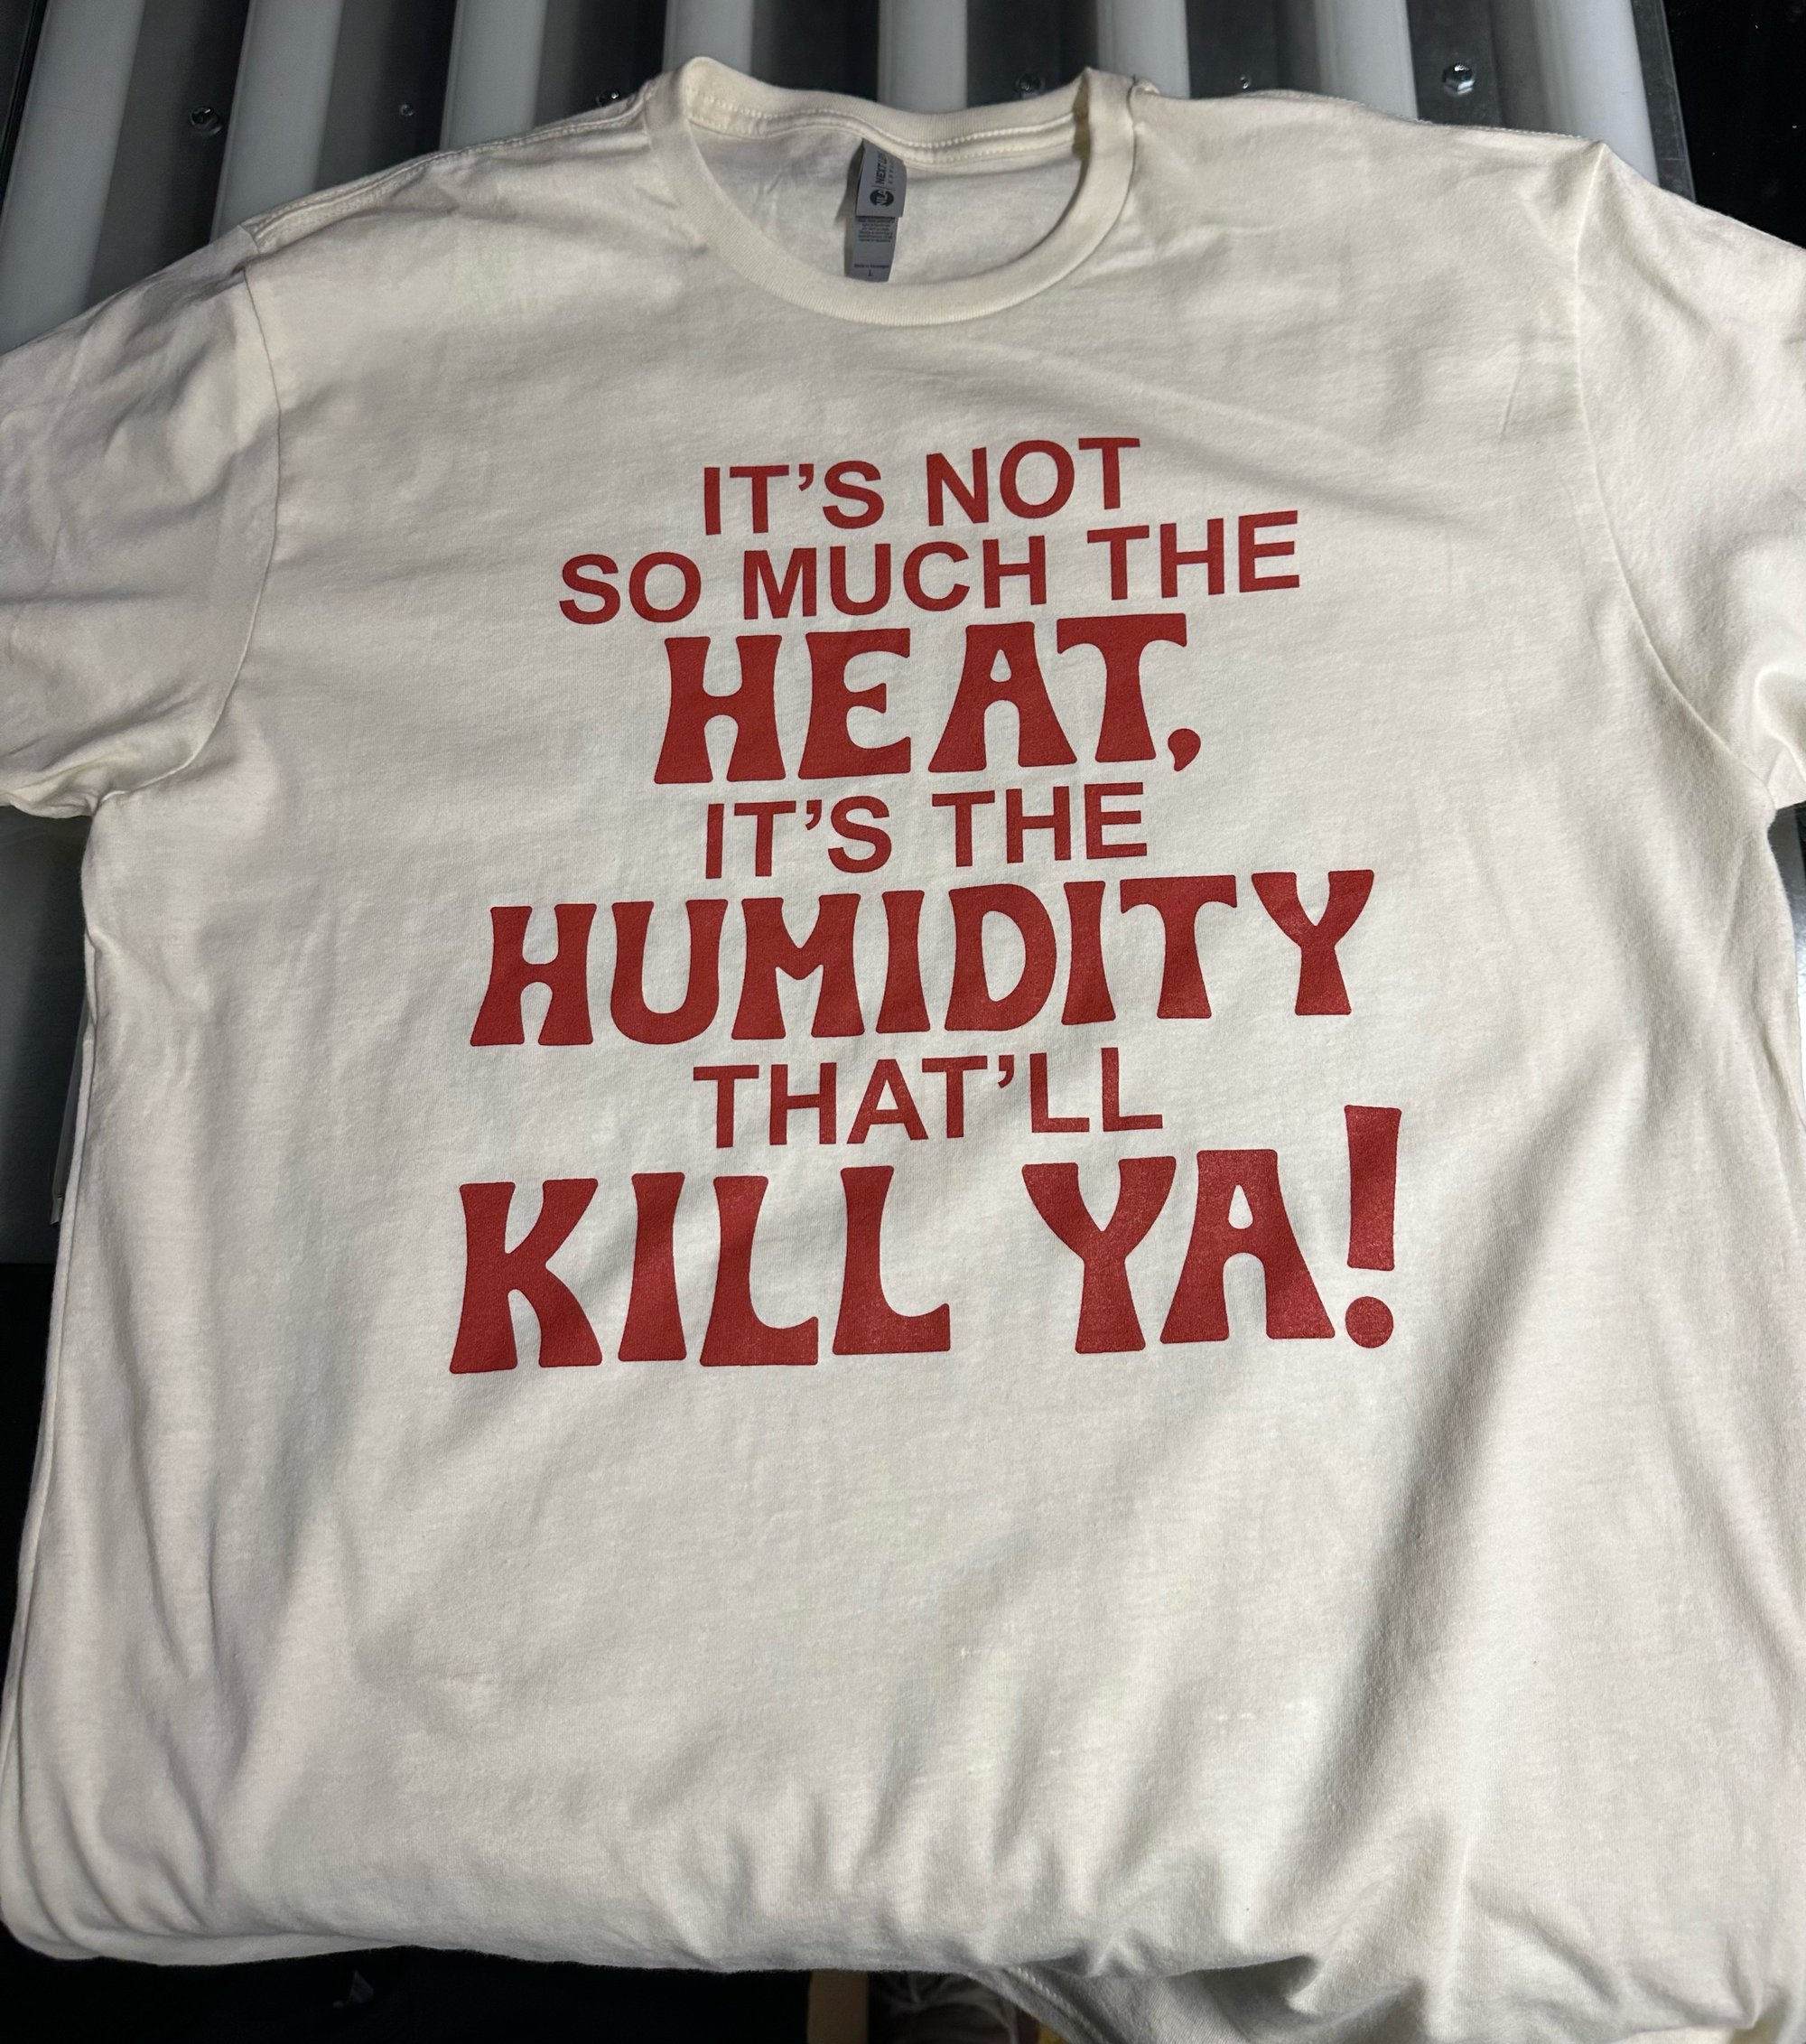 IT'S NOT
SO MUCH THE
HEAT,
IT'S THE
HUMIDITY
THAT'LL
KILL YA!
L